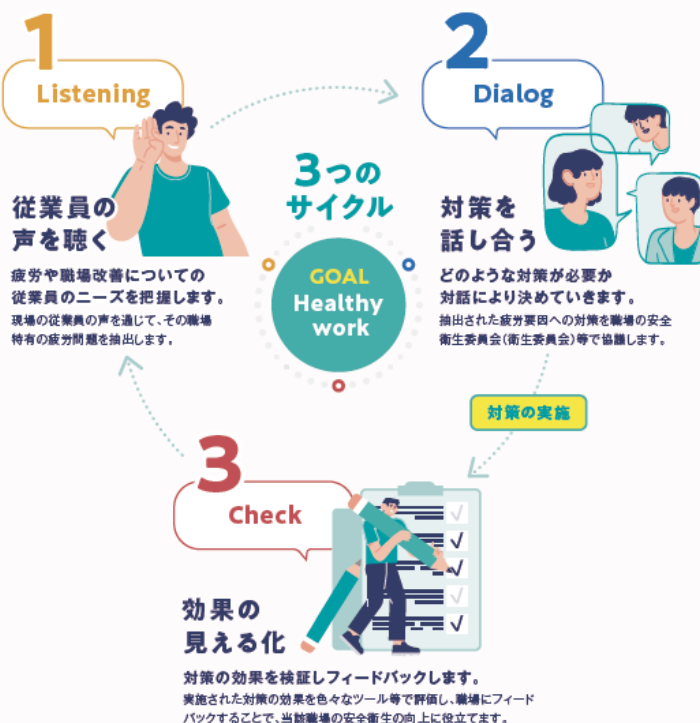 1
Listening
従業員の
声を聴く
疲労や職場改善についての
従業員のニーズを把握します。
現場の従業員の声を通じて、その職場
特有の疲労問題を抽出します。
2
Dialog
対策を
話し合う
どのような対策が必要か
対話により決めていきます。
抽出された疲労要因への対策を職場の安全
衛生委員会(衛生委員会)等で協議します。
3つの
サイクル
GOAL
Healthy
work
対策の実施
3
Check
効果の
見える化
対策の効果を検証しフィードバックします。
実施された対策の効果を色々なツール等で評価し、職場にフィード
バックすることで、当該職場の安全衛生の向上に役立てます。